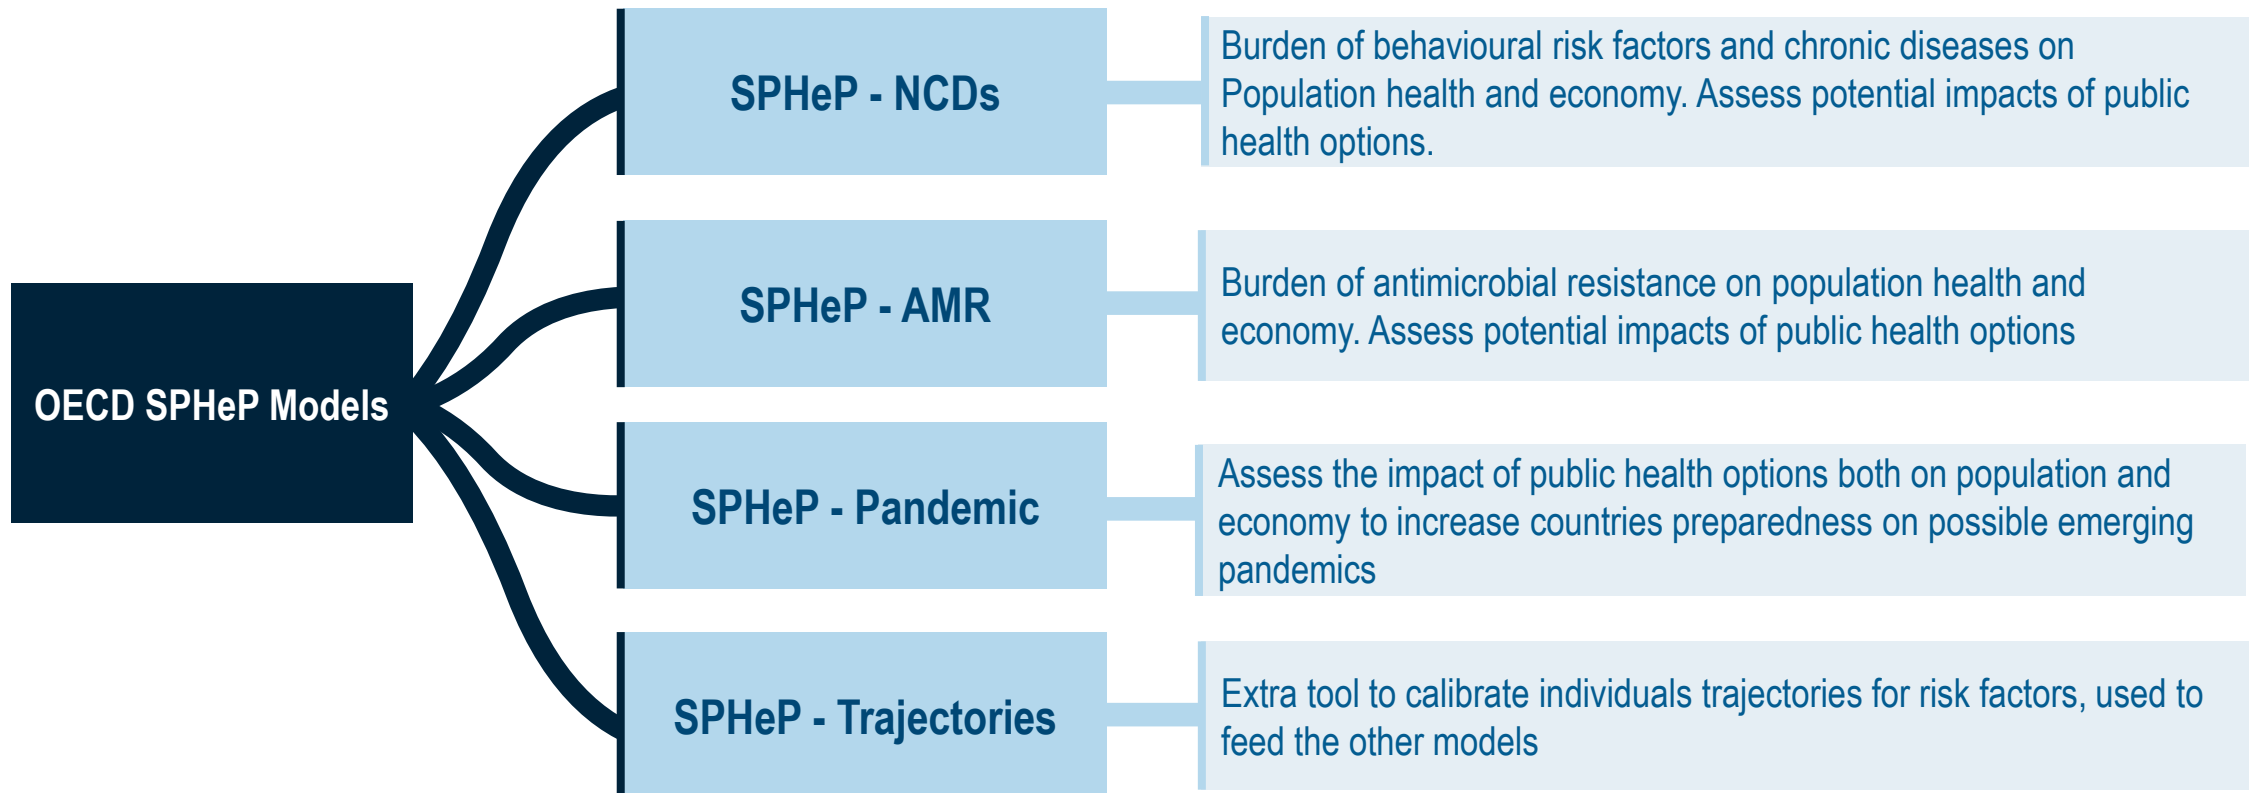 OECD SPHeP Models
SPHeP - NCDs
Burden of behavioural risk factors and chronic diseases on
Population health and economy. Assess potential impacts of public
health options.
SPHeP - AMR
Burden of antimicrobial resistance on population health and
economy. Assess potential impacts of public health options
SPHeP - Pandemic
Assess the impact of public health options both on population and
economy to increase countries preparedness on possible emerging
pandemics
SPHeP - Trajectories
Extra tool to calibrate individuals trajectories for risk factors, used to
feed the other models